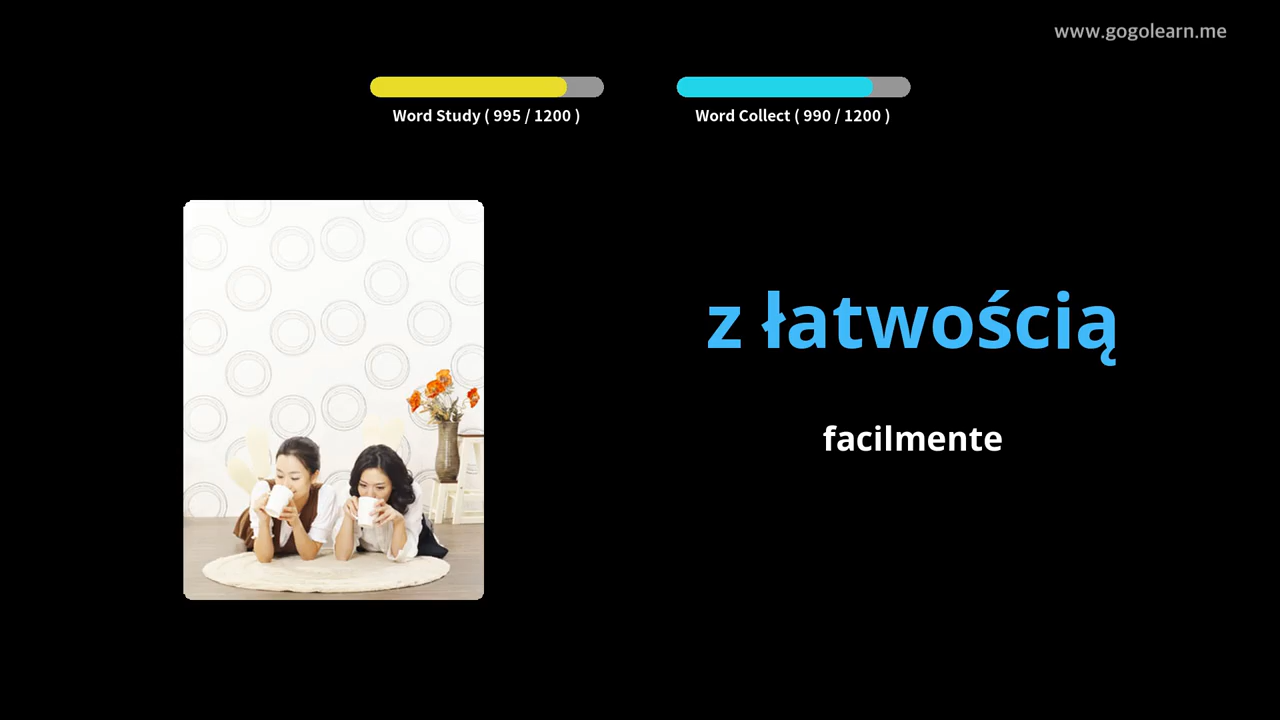 www.gogolearn.me
Word Study ( 995 / 1200 )
Word Collect ( 990 / 1200 )
z łatwością
facilmente